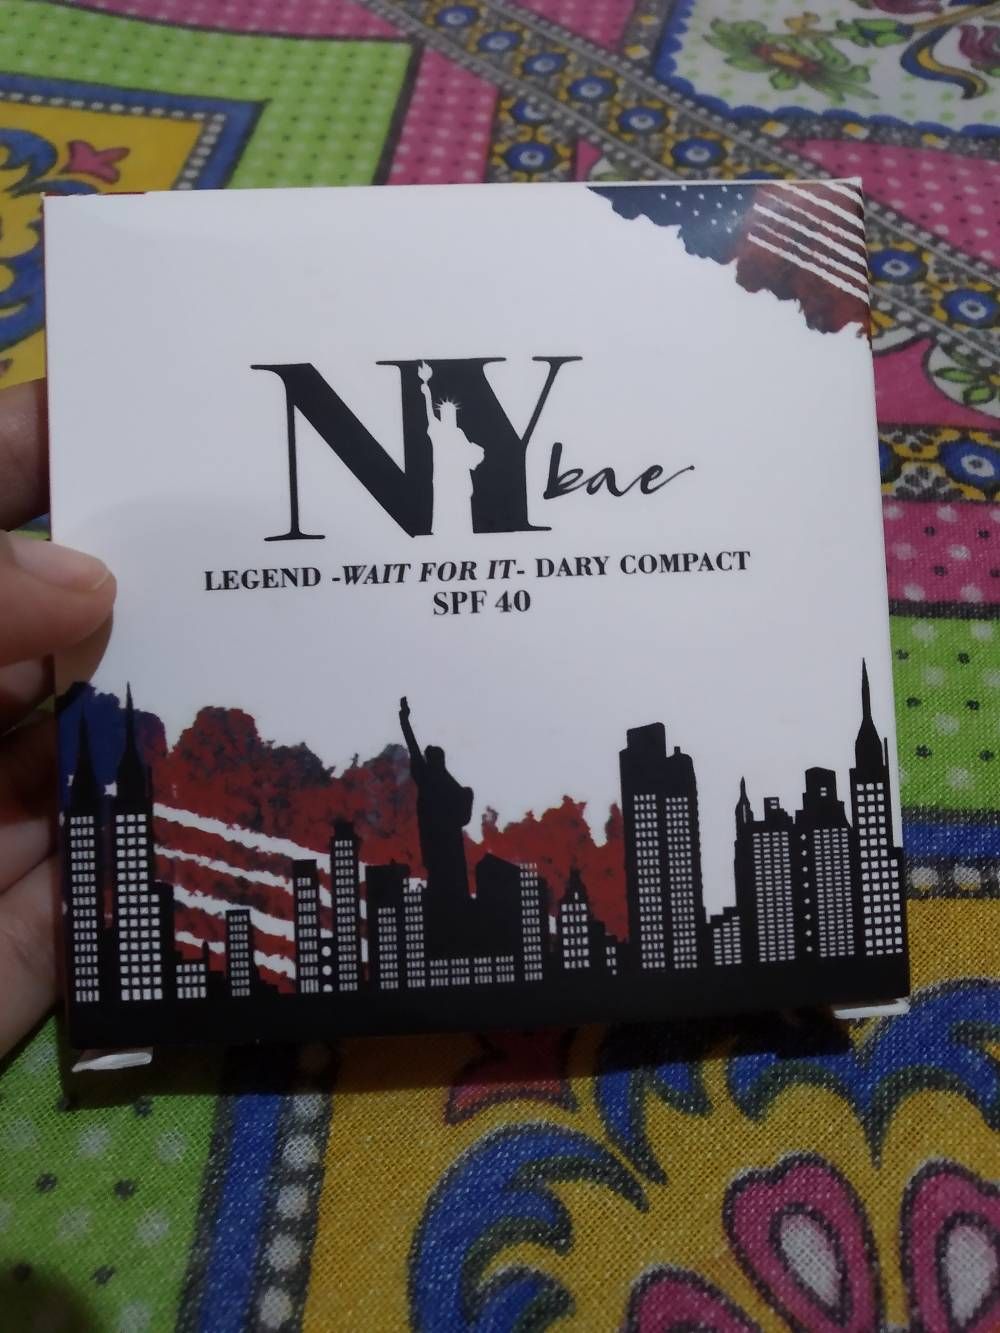 NY bae
LEGEND -WAIT FOR IT- DARY COMPACT
SPF 40